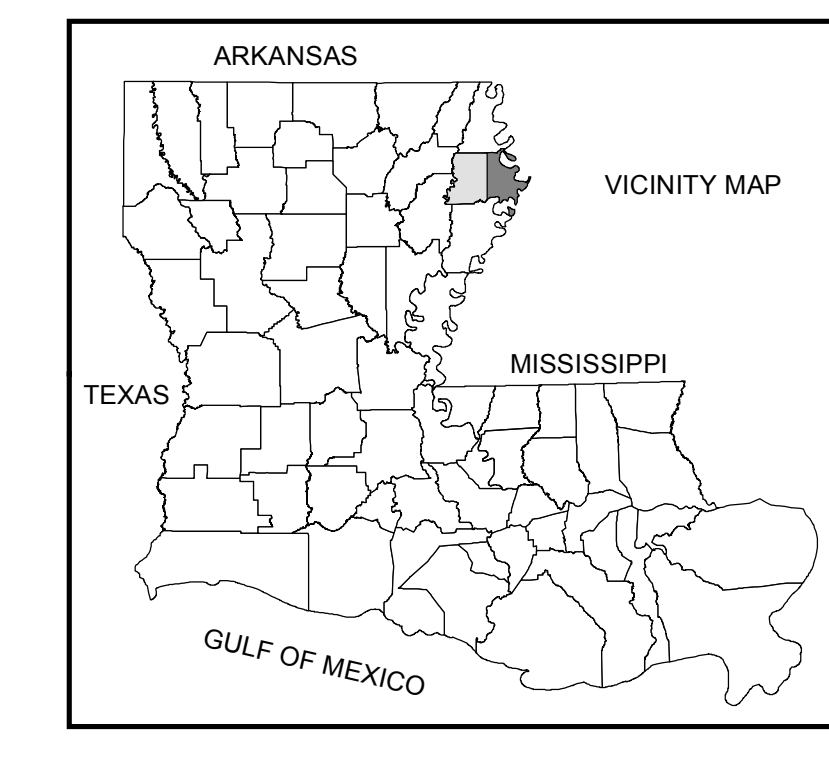 ARKANSAS
VICINITY MAP
MISSISSIPPI
TEXAS
GULF OF MEXICO